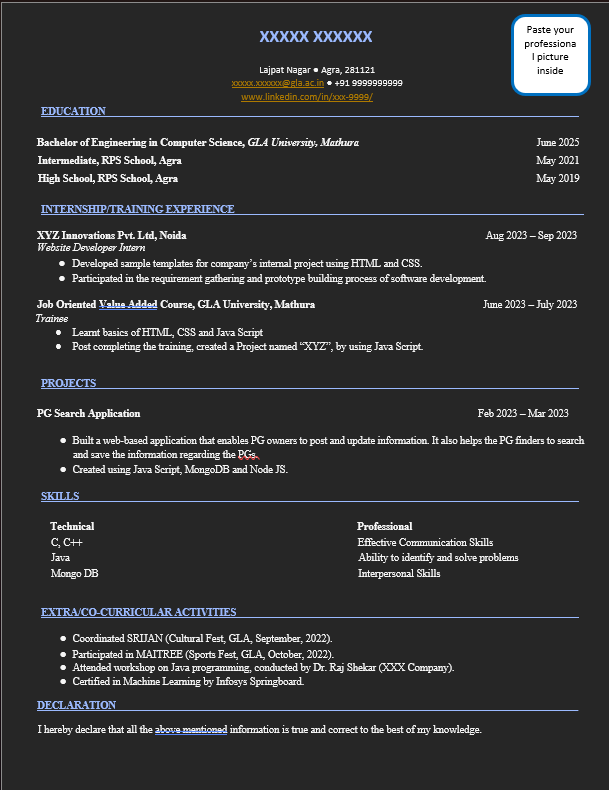 XXXXX XXXXXX
Paste your
professiona
l picture
inside
Lajpat Nagar ● Agra, 281121
xxxxx.xxxxxx@gla.ac.in ● +91 9999999999
www.linkedin.com/in/xxx-9999/
EDUCATION
Bachelor of Engineering in Computer Science, GLA University, Mathura June 2025
Intermediate, RPS School, Agra May 2021
High School, RPS School, Agra May 2019
INTERNSHIP/TRAINING EXPERIENCE
XYZ Innovations Pvt. Ltd, Noida Aug 2023 – Sep 2023
Website Developer Intern
● Developed sample templates for company’s internal project using HTML and CSS.
● Participated in the requirement gathering and prototype building process of software development.
Job Oriented Value Added Course, GLA University, Mathura June 2023 – July 2023
Trainee
● Learnt basics of HTML, CSS and Java Script
● Post completing the training, created a Project named “XYZ”, by using Java Script.
PROJECTS
PG Search Application Feb 2023 – Mar 2023
● Built a web-based application that enables PG owners to post and update information. It also helps the PG finders to search
and save the information regarding the PGs.
● Created using Java Script, MongoDB and Node JS.
SKILLS
Technical Professional
C, C++ Effective Communication Skills
Java Ability to identify and solve problems
Mongo DB Interpersonal Skills
EXTRA/CO-CURRICULAR ACTIVITIES
● Coordinated SRIJAN (Cultural Fest, GLA, September, 2022).
● Participated in MAITREE (Sports Fest, GLA, October, 2022).
● Attended workshop on Java programming, conducted by Dr. Raj Shekar (XXX Company).
● Certified in Machine Learning by Infosys Springboard.
DECLARATION
I hereby declare that all the above-mentioned information is true and correct to the best of my knowledge.